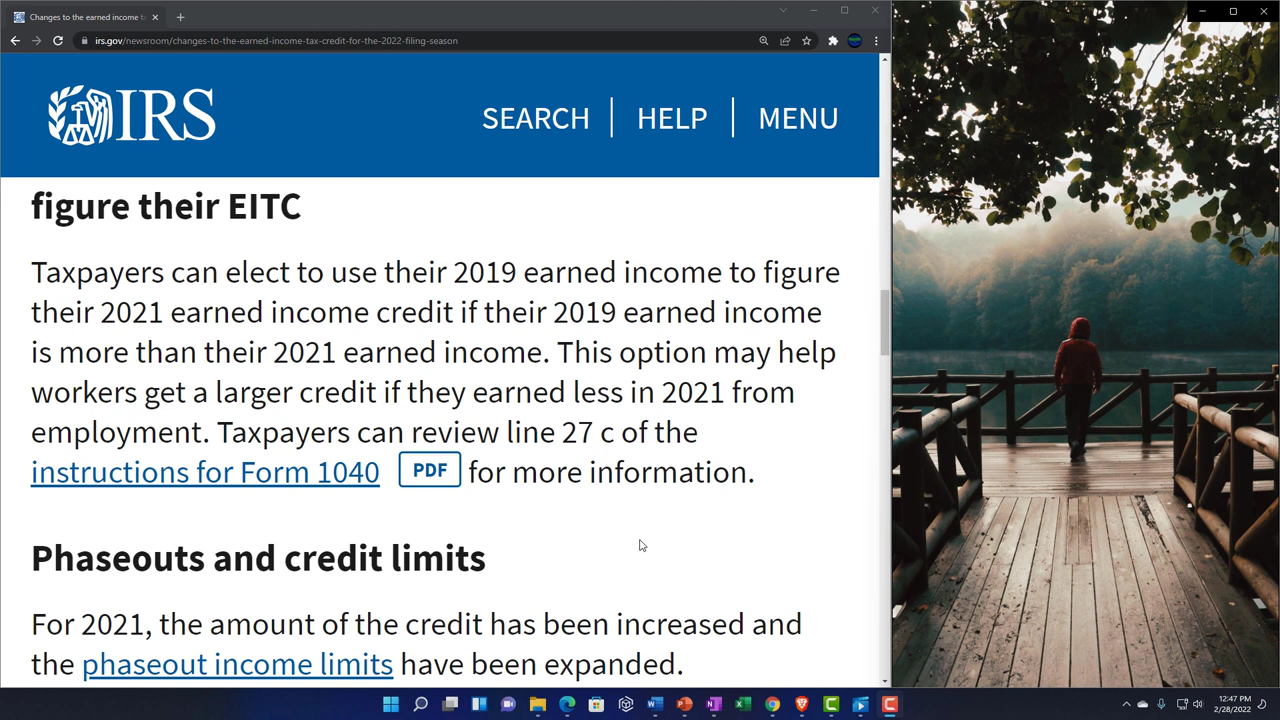 Changes to the earned income ta
irs.gov/newsroom/changes-to-the-earned-income-tax-credit-for-the-2022-filing-season
IRS
SEARCH | HELP | MENU
figure their EITC
Taxpayers can elect to use their 2019 earned income to figure
their 2021 earned income credit if their 2019 earned income
is more than their 2021 earned income. This option may help
workers get a larger credit if they earned less in 2021 from
employment. Taxpayers can review line 27 c of the
instructions for Form 1040 PDF for more information.
Phaseouts and credit limits
For 2021, the amount of the credit has been increased and
the phaseout income limits have been expanded.
12:47 PM
2/28/2022